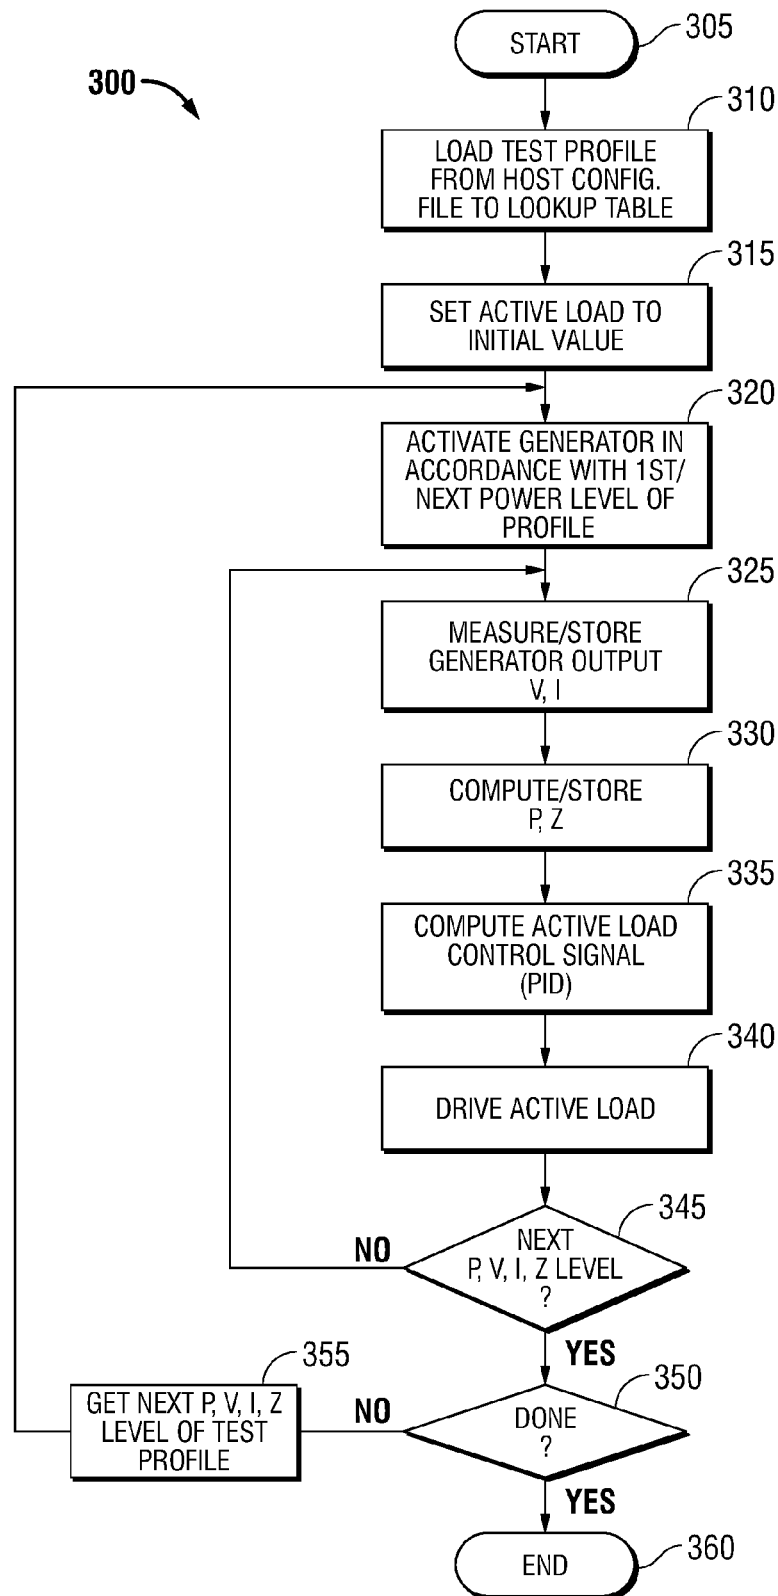 START
305
300
310
LOAD TEST PROFILE
FROM HOST CONFIG.
FILE TO LOOKUP TABLE
315
SET ACTIVE LOAD TO
INITIAL VALUE
320
ACTIVATE GENERATOR IN
ACCORDANCE WITH 1ST/
NEXT POWER LEVEL OF
PROFILE
325
MEASURE/STORE
GENERATOR OUTPUT
V, I
330
COMPUTE/STORE
P, Z
335
COMPUTE ACTIVE LOAD
CONTROL SIGNAL
(PID)
340
DRIVE ACTIVE LOAD
345
NEXT
P, V, I, Z LEVEL
?
NO
YES
350
DONE
?
NO
355
GET NEXT P, V, I, Z
LEVEL OF TEST
PROFILE
YES
END
360